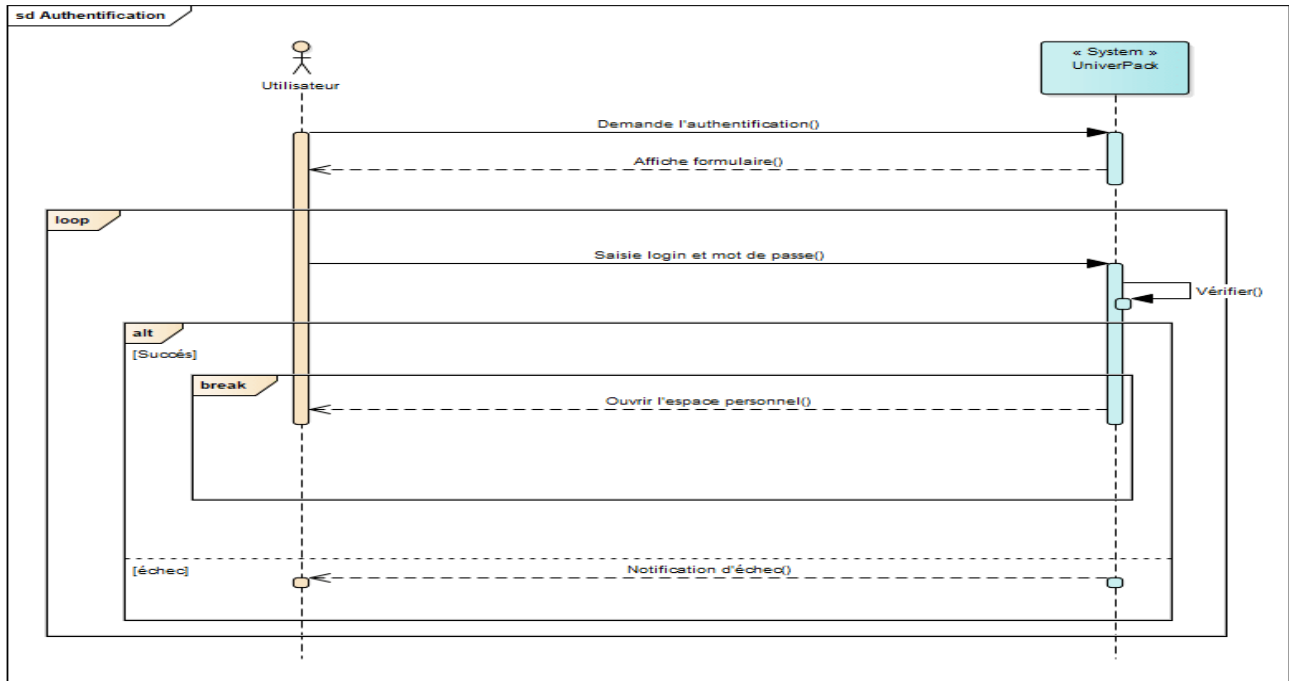 sd Authentification
« System »
UniverPack
Utilisateur
Demande l'authentification()
Affiche formulaire()
loop
Saisie login et mot de passe()
Vérifier()
alt
[Succés]
break
Ouvrir l'espace personnel()
[échec]
Notification d'échec()